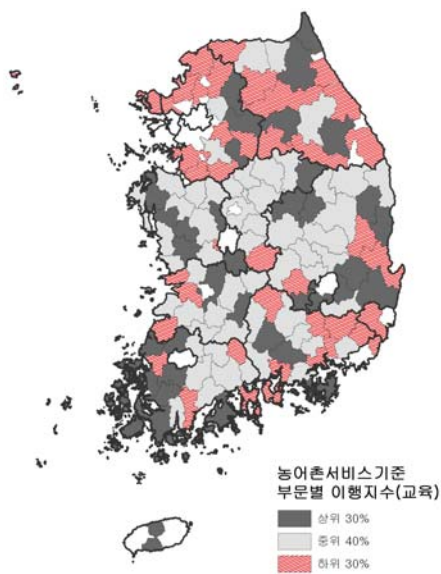 농어촌서비스기준
부문별 이행지수(교육)
상위 30%
중위 40%
하위 30%